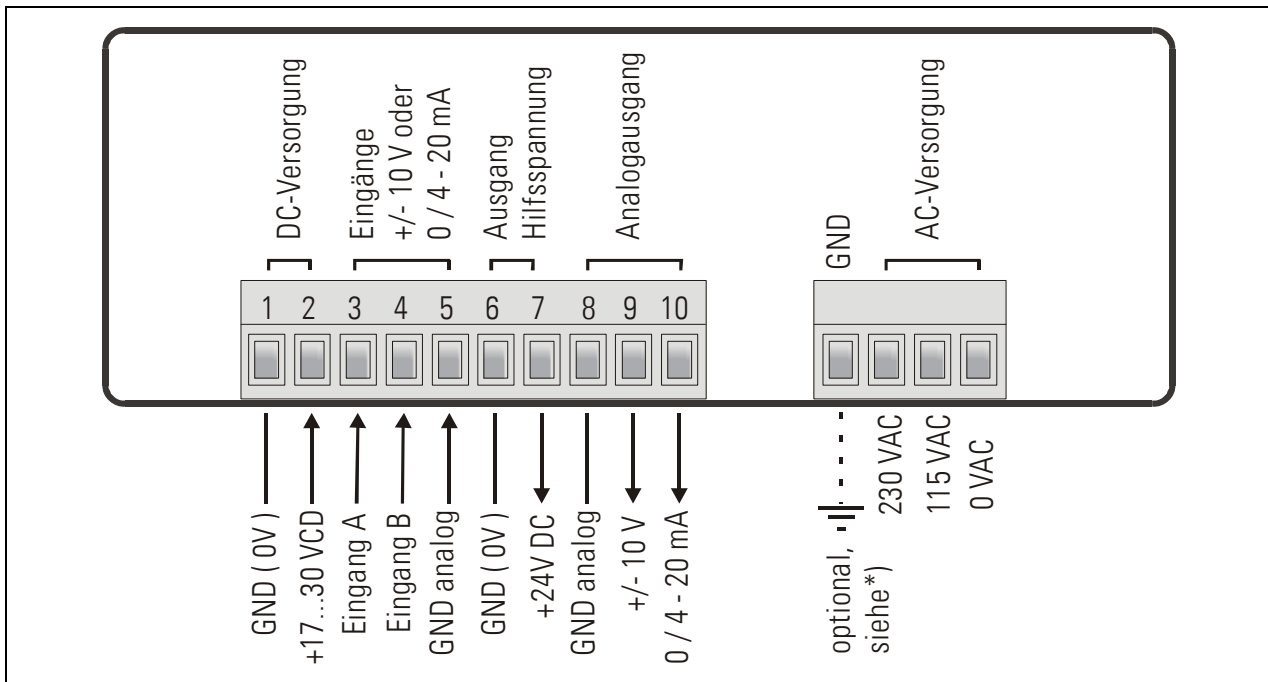 DC-Versorgung
Eingänge
+/- 10 V oder
0 / 4 - 20 mA
Ausgang
Hilfsspannung
Analogausgang
GND
AC-Versorgung
1 2 3 4 5 6 7 8 9 10
GND ( 0V )
+17...30 VCD
Eingang A
Eingang B
GND analog
GND ( 0V )
+24V DC
GND analog
+/- 10 V
0 / 4 - 20 mA
optional,
siehe*)
230 VAC
115 VAC
0 VAC